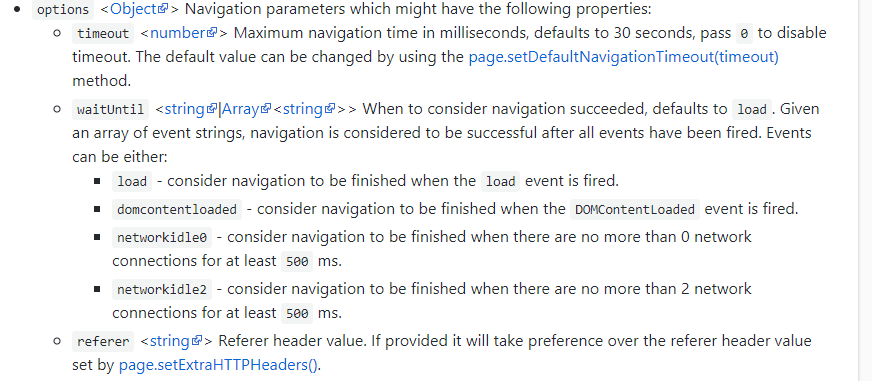 options <Object> Navigation parameters which might have the following properties:
timeout <number> Maximum navigation time in milliseconds, defaults to 30 seconds, pass 0 to disable
timeout. The default value can be changed by using the page.setDefaultNavigationTimeout(timeout)
method.
waitUntil <string|Array<string>> When to consider navigation succeeded, defaults to load. Given
an array of event strings, navigation is considered to be successful after all events have been fired. Events
can be either:
load - consider navigation to be finished when the load event is fired.
domcontentloaded - consider navigation to be finished when the DOMContentLoaded event is fired.
networkidle0 - consider navigation to be finished when there are no more than 0 network
connections for at least 500 ms.
networkidle2 - consider navigation to be finished when there are no more than 2 network
connections for at least 500 ms.
referer <string> Referer header value. If provided it will take preference over the referer header value
set by page.setExtraHTTPHeaders().